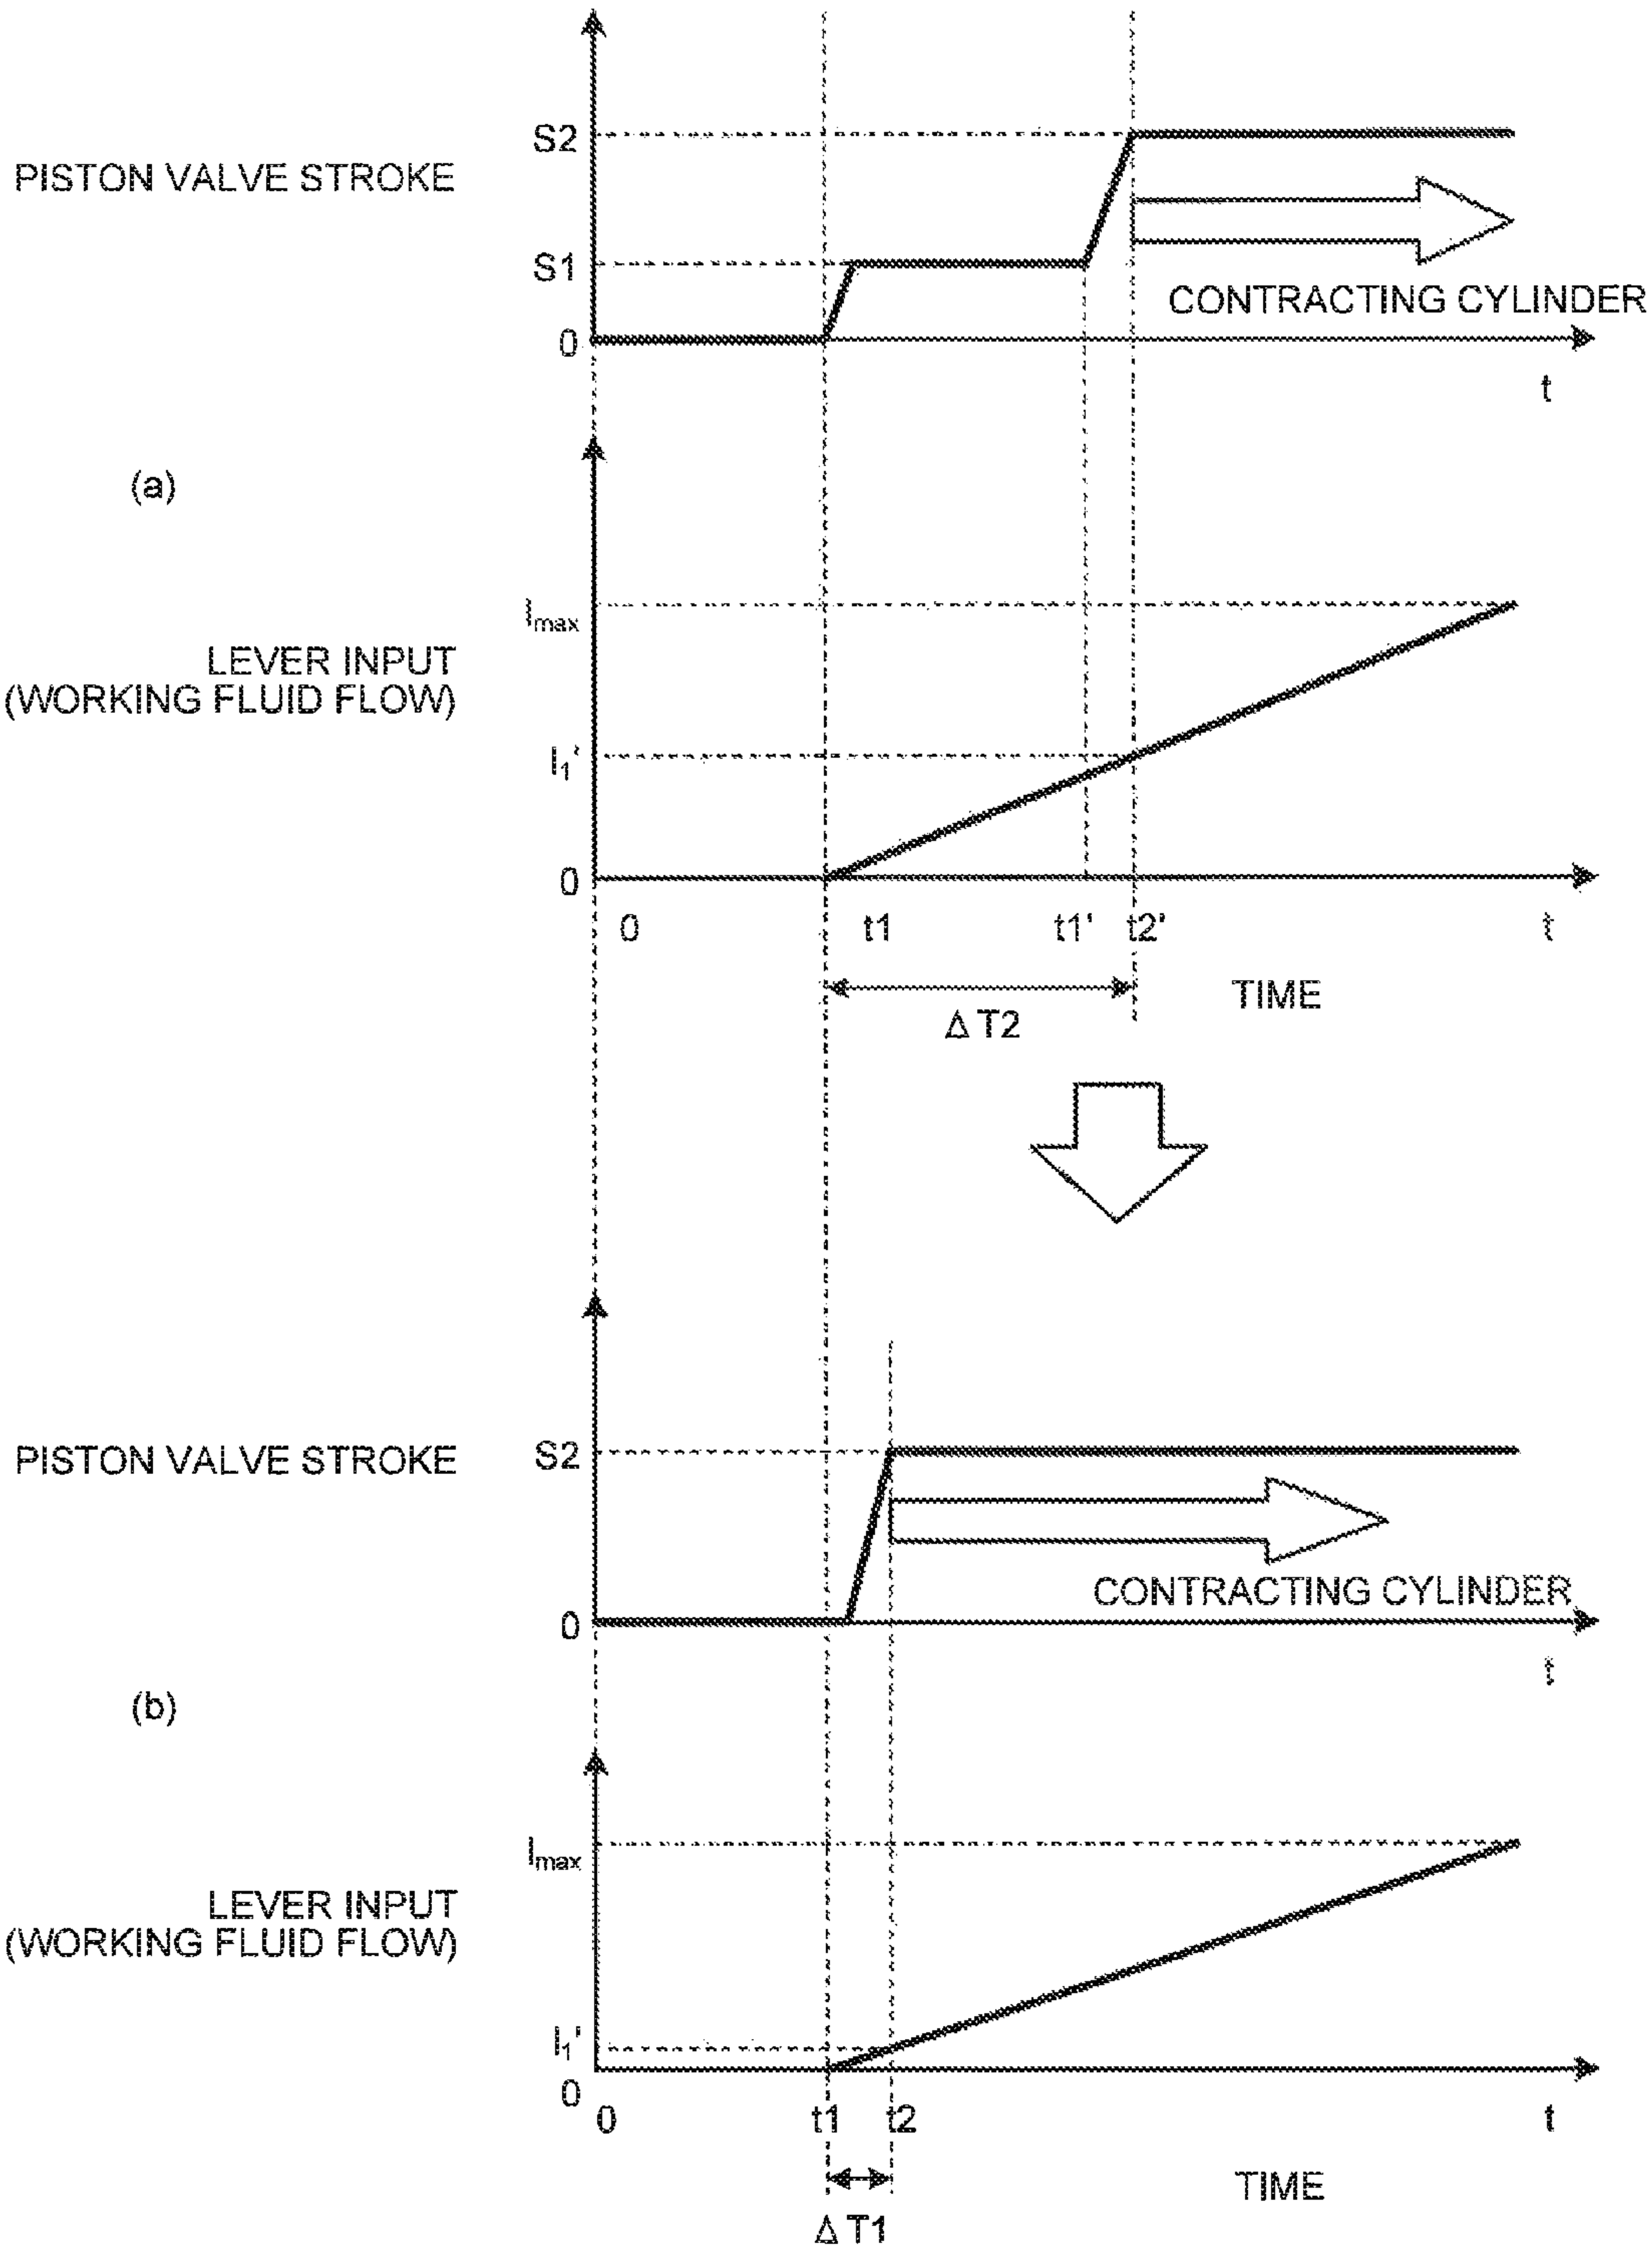 S2
PISTON VALVE STROKE
S1
CONTRACTING CYLINDER
0
t
(a)
Imax
LEVER INPUT
(WORKING FLUID FLOW)
I1'
0
0 t1 t1' t2' t
TIME
Δ T2
PISTON VALVE STROKE S2
CONTRACTING CYLINDER
0
t
(b)
Imax
LEVER INPUT
(WORKING FLUID FLOW)
I1'
0
0 t1 t2 t
TIME
Δ T1